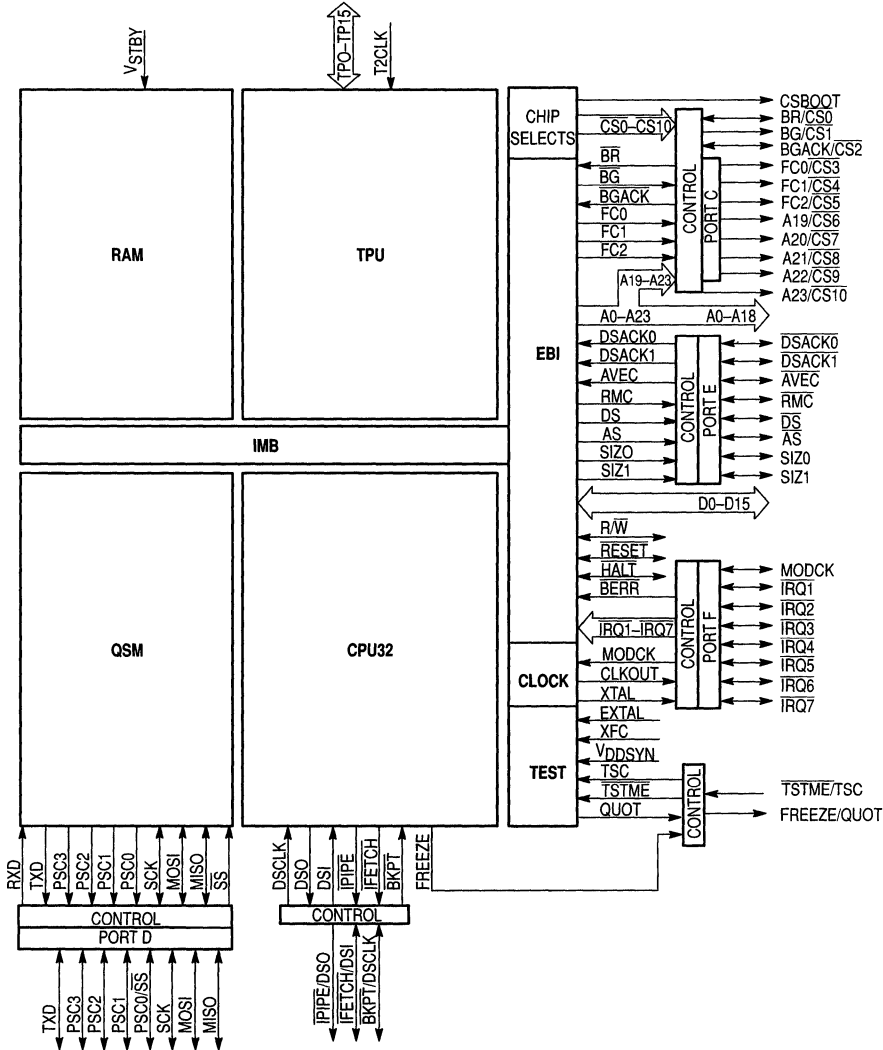 VSTBY
TPO–TP15
T2CLK
RAM
TPU
CHIP
SELECTS
EBI
IMB
QSM
CPU32
CLOCK
TEST
CS0–CS10
BR
BG
BGACK
FC0
FC1
FC2
A19–A23
A0–A23
A0–A18
CONTROL
PORT C
CSBOOT
BR/CS0
BG/CS1
BGACK/CS2
FC0/CS3
FC1/CS4
FC2/CS5
A19/CS6
A20/CS7
A21/CS8
A22/CS9
A23/CS10
DSACK0
DSACK1
AVEC
RMC
DS
AS
SIZO
SIZ1
CONTROL
PORT E
DSACK0
DSACK1
AVEC
RMC
DS
AS
SIZ0
SIZ1
D0–D15
R/W
RESET
HALT
BERR
IRQ1–IRQ7
MODCK
CLKOUT
XTAL
EXTAL
XFC
VDDSYN
TSC
TSTME
QUOT
CONTROL
PORT F
MODCK
IRQ1
IRQ2
IRQ3
IRQ4
IRQ5
IRQ6
IRQ7
CONTROL
TSTME/TSC
FREEZE/QUOT
RXD
TXD
PSC3
PSC2
PSC1
PSC0
SCK
MOSI
MISO
SS
CONTROL
PORT D
TXD
PSC3
PSC2
PSC1
PSC0/SS
SCK
MOSI
MISO
DSCLK
DSO
DSI
IPIPE
IFETCH
BKPT
FREEZE
CONTROL
IPIPE/DSO
IFETCH/DSI
BKPT/DSCLK